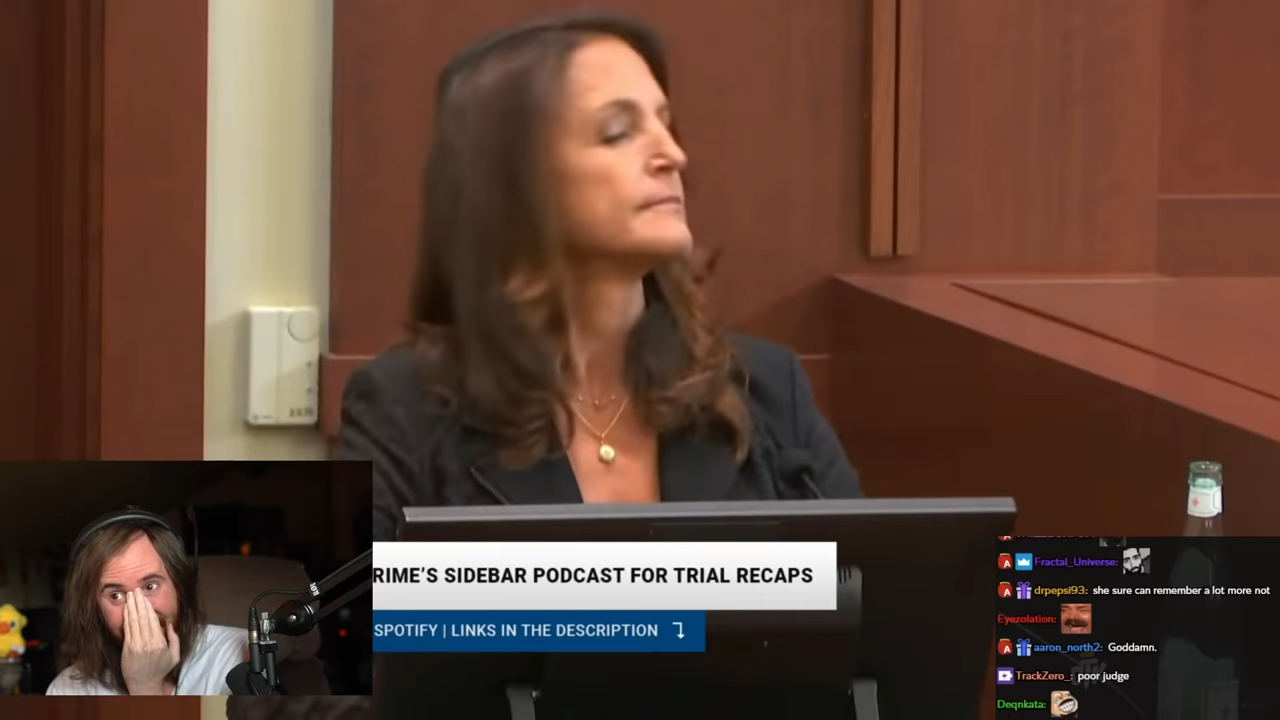 RIME'S SIDEBAR PODCAST FOR TRIAL RECAPS
SPOTIFY | LINKS IN THE DESCRIPTION
Fractal_Universe:
drpepsi93: she sure can remember a lot more not
Eyezolation:
aaron_north2: Goddamn.
TrackZero_: poor judge
Deqnkata: